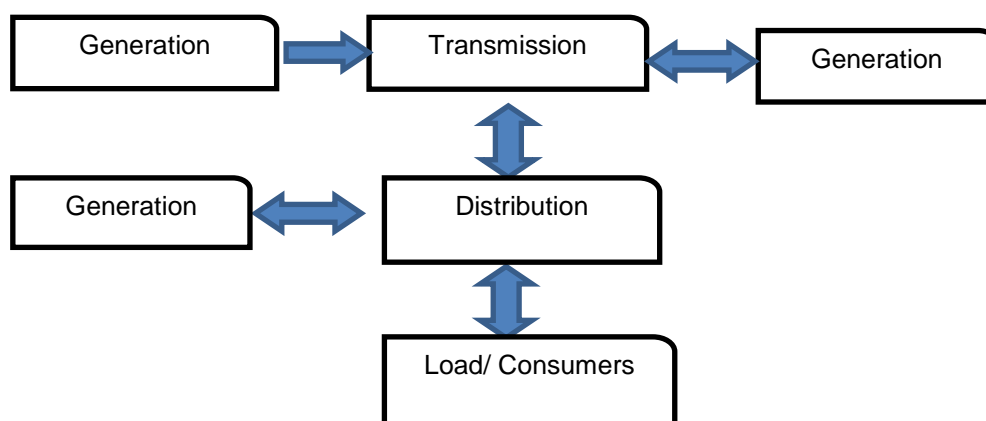 Generation
Transmission
Generation
Generation
Distribution
Load/ Consumers